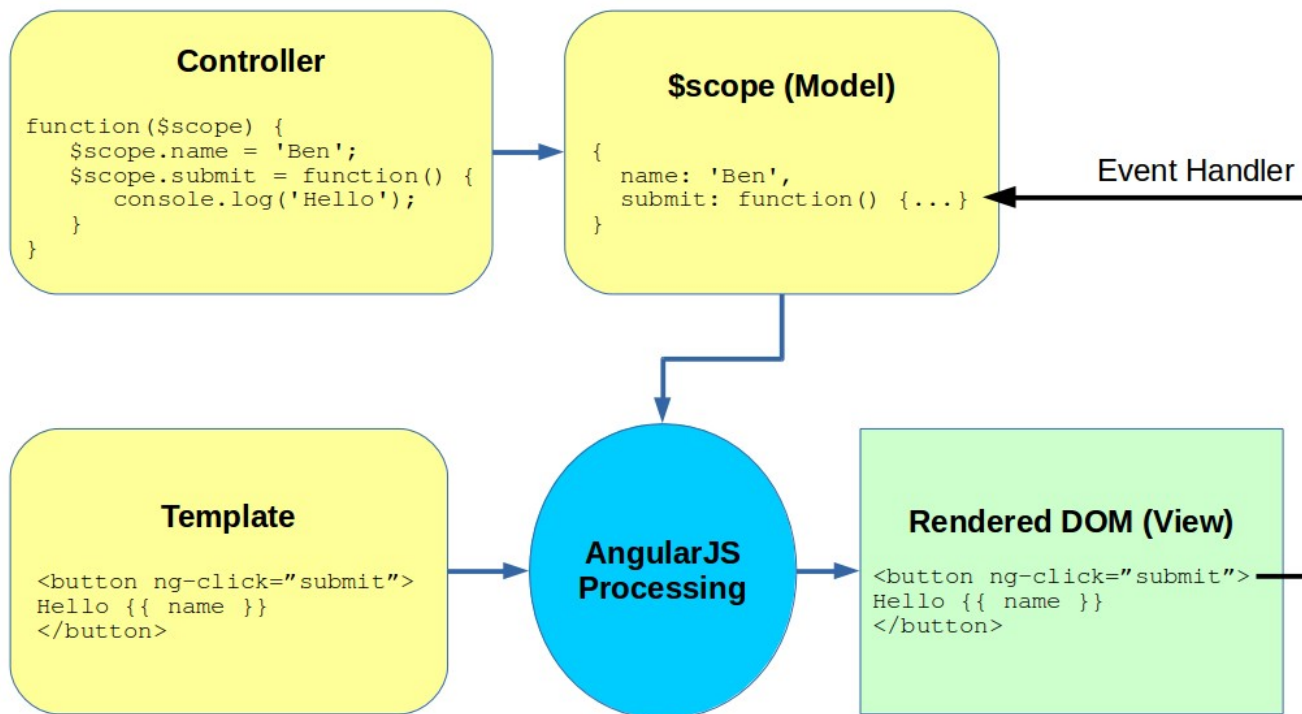 Controller
function($scope) {
   $scope.name = 'Ben';
   $scope.submit = function() {
      console.log('Hello');
   }
}
$scope (Model)
{
  name: 'Ben',
  submit: function() {...}
}
Event Handler
Template
<button ng-click=”submit”>
Hello {{ name }}
</button>
AngularJS
Processing
Rendered DOM (View)
<button ng-click=”submit”>
Hello {{ name }}
</button>